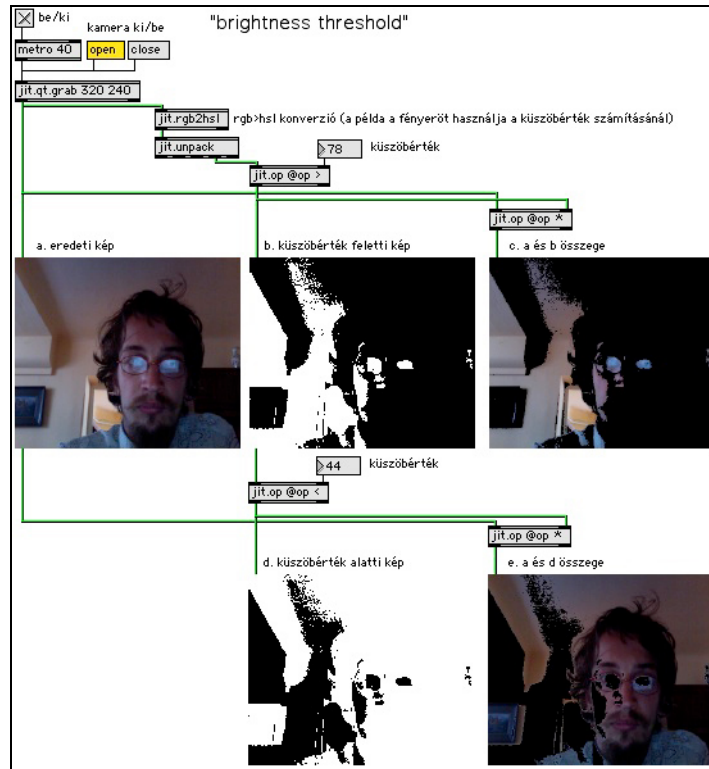 be/ki
"brightness threshold"
kamera ki/be
metro 40
open
close
jit.qt.grab 320 240
jit.rgb2hsl
rgb>hsl konverzió (a példa a fényeröt használja a küszöbérték számításánál)
jit.unpack
78
küszöbérték
jit.op @op >
jit.op @op *
a. eredeti kép
b. küszöbérték feletti kép
c. a és b összege
44
küszöbérték
jit.op @op <
jit.op @op *
d. küszöbérték alatti kép
e. a és d összege